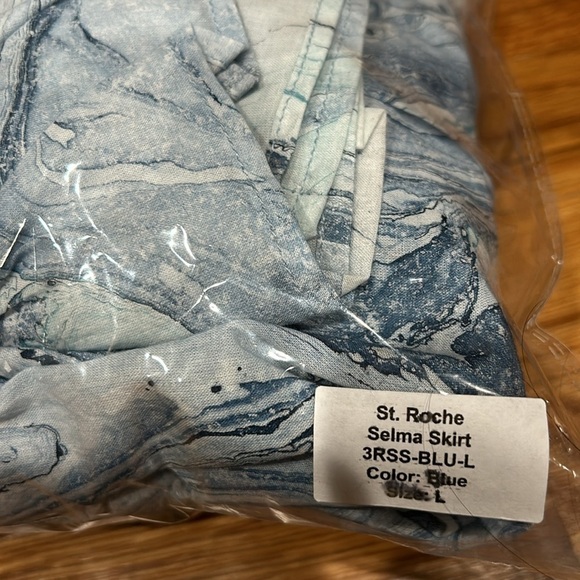 St. Roche
Selma Skirt
3RSS-BLU-L
Color: Blue
Size: L